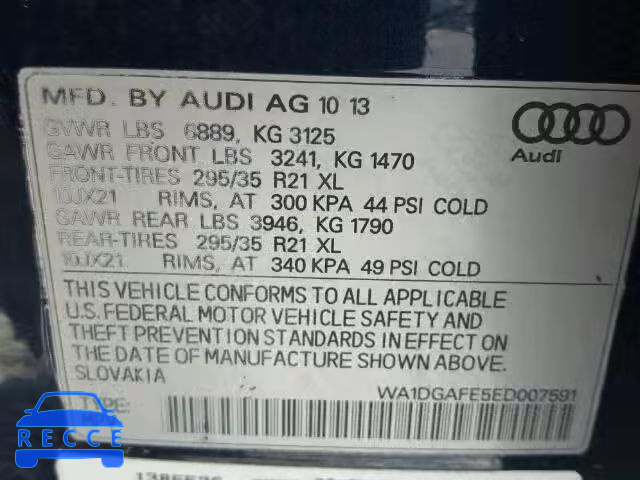 MFD. BY AUDI AG 10 13
GVWR LBS 6889, KG 3125
GAWR FRONT LBS 3241, KG 1470
FRONT-TIRES 295/35 R21 XL
10JX21 RIMS, AT 300 KPA 44 PSI COLD
GAWR REAR LBS 3946, KG 1790
REAR-TIRES 295/35 R21 XL
10JX21 RIMS, AT 340 KPA 49 PSI COLD
Audi
THIS VEHICLE CONFORMS TO ALL APPLICABLE
U.S. FEDERAL MOTOR VEHICLE SAFETY AND
THEFT PREVENTION STANDARDS IN EFFECT ON
THE DATE OF MANUFACTURE SHOWN ABOVE.
SLOVAKIA
WA1DGAFE5ED007591
TYPE:
RECCE